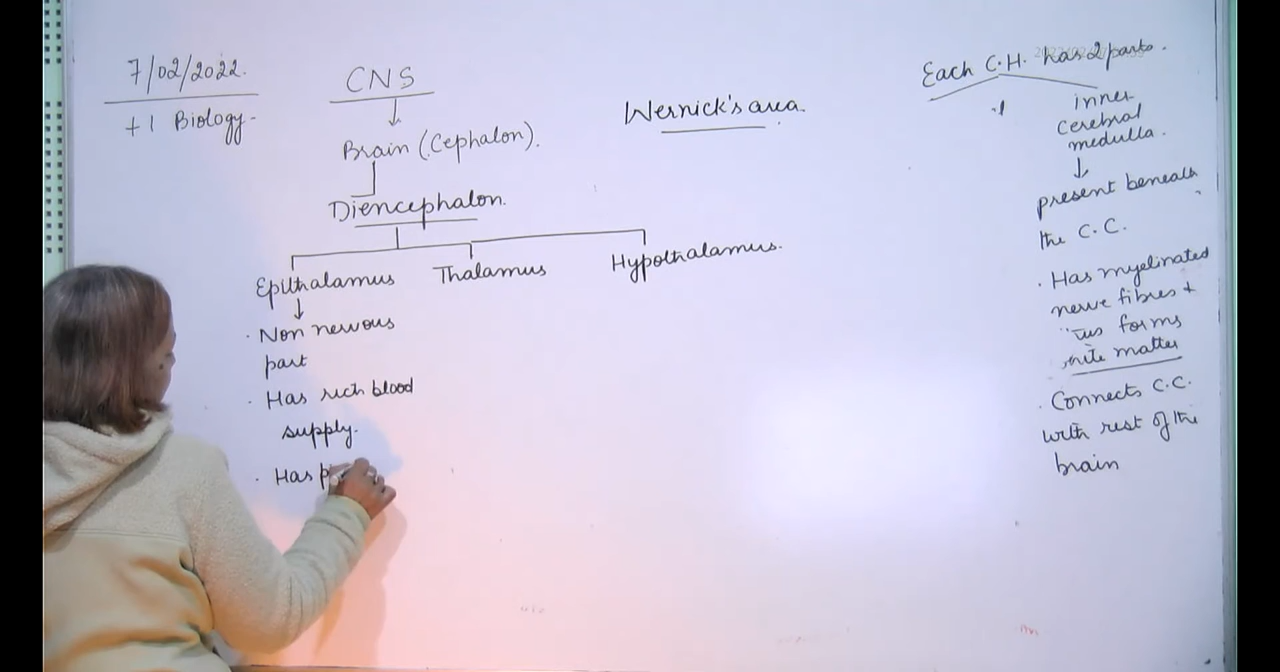 7/02/2022.
+1 Biology.
CNS
Brain (Cephalon).
Diencephalon.
Epithalamus Thalamus Hypothalamus.
. Non nervous
part
. Has rich blood
supply.
. Has p
Wernick's area.
Each C.H. has 2 parts.
inner
cerebral
medulla.
present beneath
the C.C.
. Has myelinated
nerve fibres +
forms
matter
. Connects C.C.
with rest of the
brain